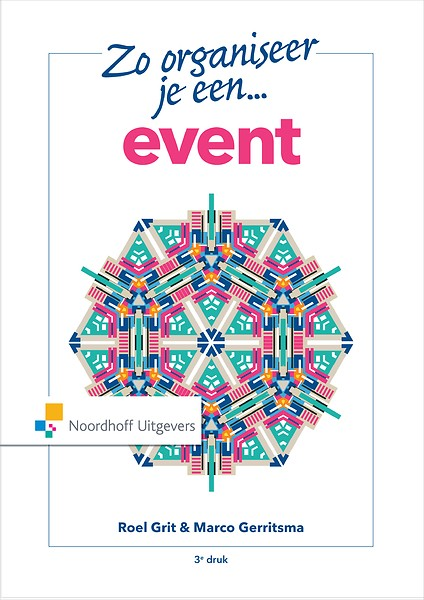 Zo organiseer
je een...
event
Noordhoff Uitgevers
Roel Grit & Marco Gerritsma
3e druk